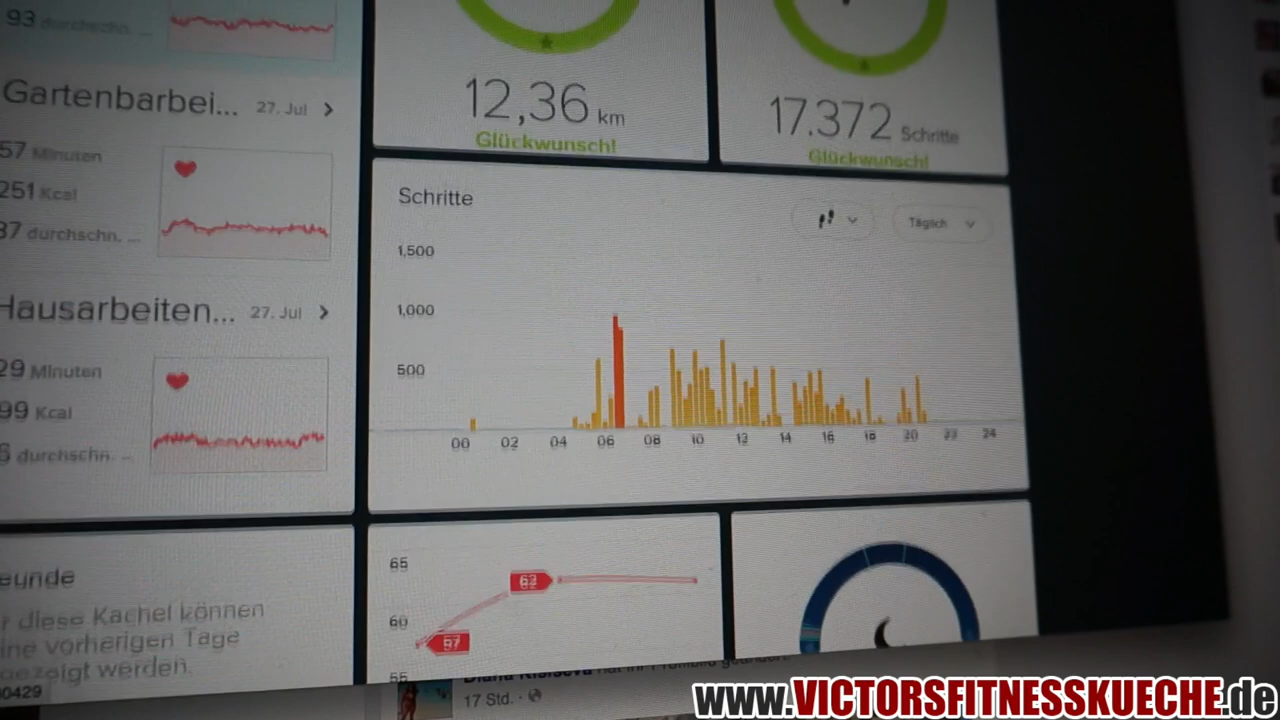 93 durchschn. ...
Gartenbarbei... 27. Jul
57 Minuten
251 Kcal
37 durchschn. ...
Hausarbeiten... 27. Jul
29 Minuten
99 Kcal
durchschn. ...
eunde
diese Kachel können
ine vorherigen Tage
gezeigt werden.
0429
12,36 km
Glückwunsch!
17.372 Schritte
Glückwunsch!
Schritte
Täglich
1,500
1,000
500
00 02 04 06 08 10 12 14 16 18 20 22 24
65
63
60
57
55
17 Std. ·
www.VICTORSFITNESSKUECHE.de